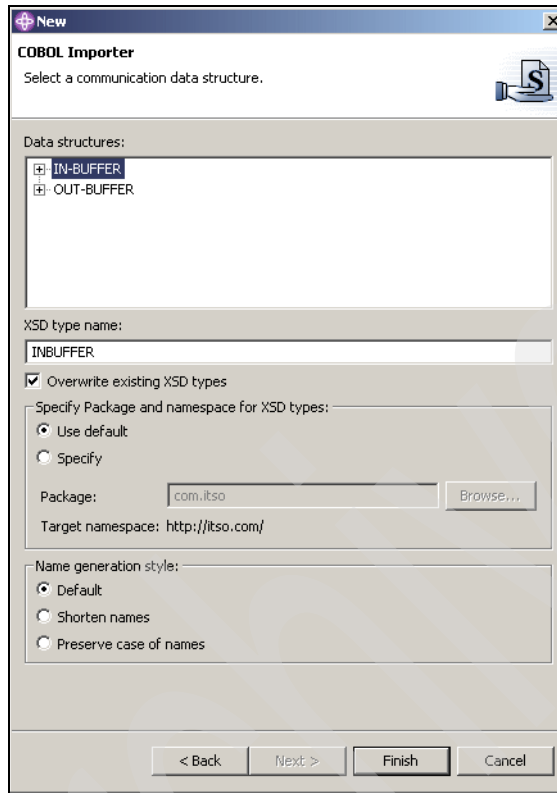 New
COBOL Importer
Select a communication data structure.
S
Data structures:
IN-BUFFER
OUT-BUFFER
XSD type name:
INBUFFER
Overwrite existing XSD types
Specify Package and namespace for XSD types:
Use default
Specify
Package: com.itso Browse...
Target namespace: http://itso.com/
Name generation style:
Default
Shorten names
Preserve case of names
< Back Next > Finish Cancel